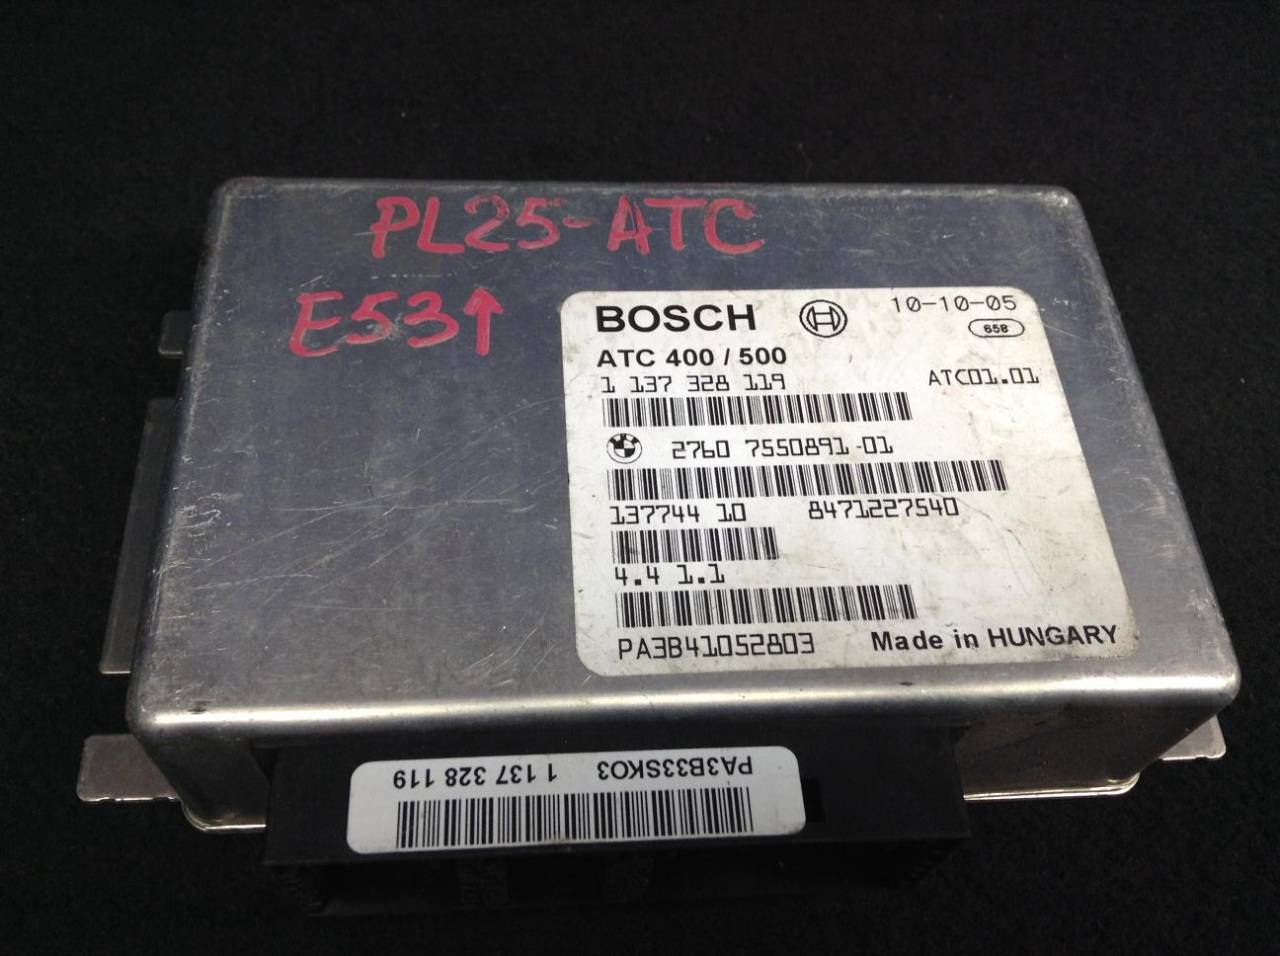 PL25-ATC
E53↑
BOSCH 10-10-05
658
ATC 400 / 500
1 137 328 119 ATC01.01
2760 7550891-01
137744 10 8471227540
4.4 1.1
PA3B41052803 Made in HUNGARY
PA3B33SK03 1 137 328 119